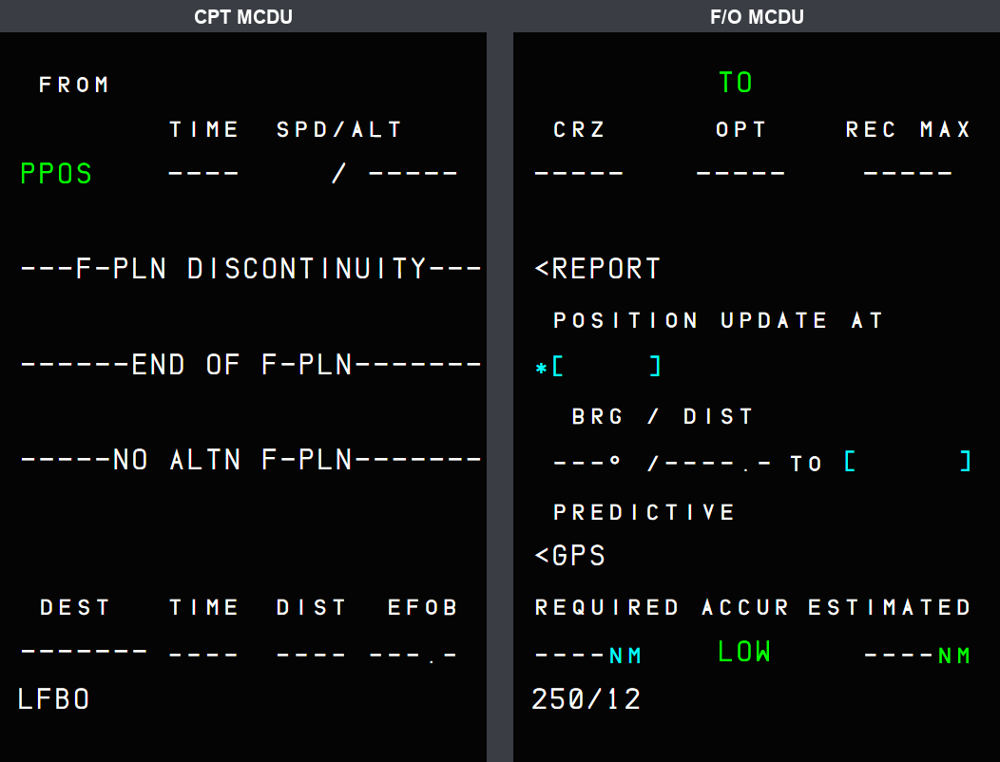 CPT MCDU
FROM
TIME SPD/ALT
PPOS ---- / -----
---F-PLN DISCONTINUITY---
------END OF F-PLN-------
-----NO ALTN F-PLN-------
DEST TIME DIST EFOB
------- ---- ---- ---.-
LFBO
F/O MCDU
TO
CRZ OPT REC MAX
----- ----- -----
<REPORT
POSITION UPDATE AT
*[ ]
BRG / DIST
---° /----.- TO [ ]
PREDICTIVE
<GPS
REQUIRED ACCUR ESTIMATED
----NM LOW ----NM
250/12